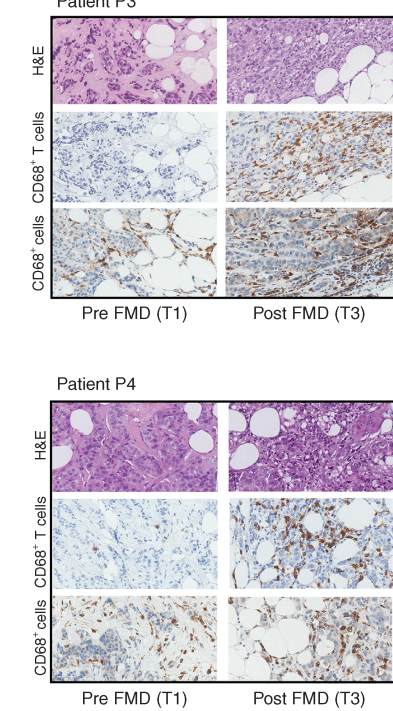 Patient P3
H&E
CD68⁺ T cells
CD68⁺ cells
Pre FMD (T1)
Post FMD (T3)
Patient P4
H&E
CD68⁺ T cells
CD68⁺ cells
Pre FMD (T1)
Post FMD (T3)